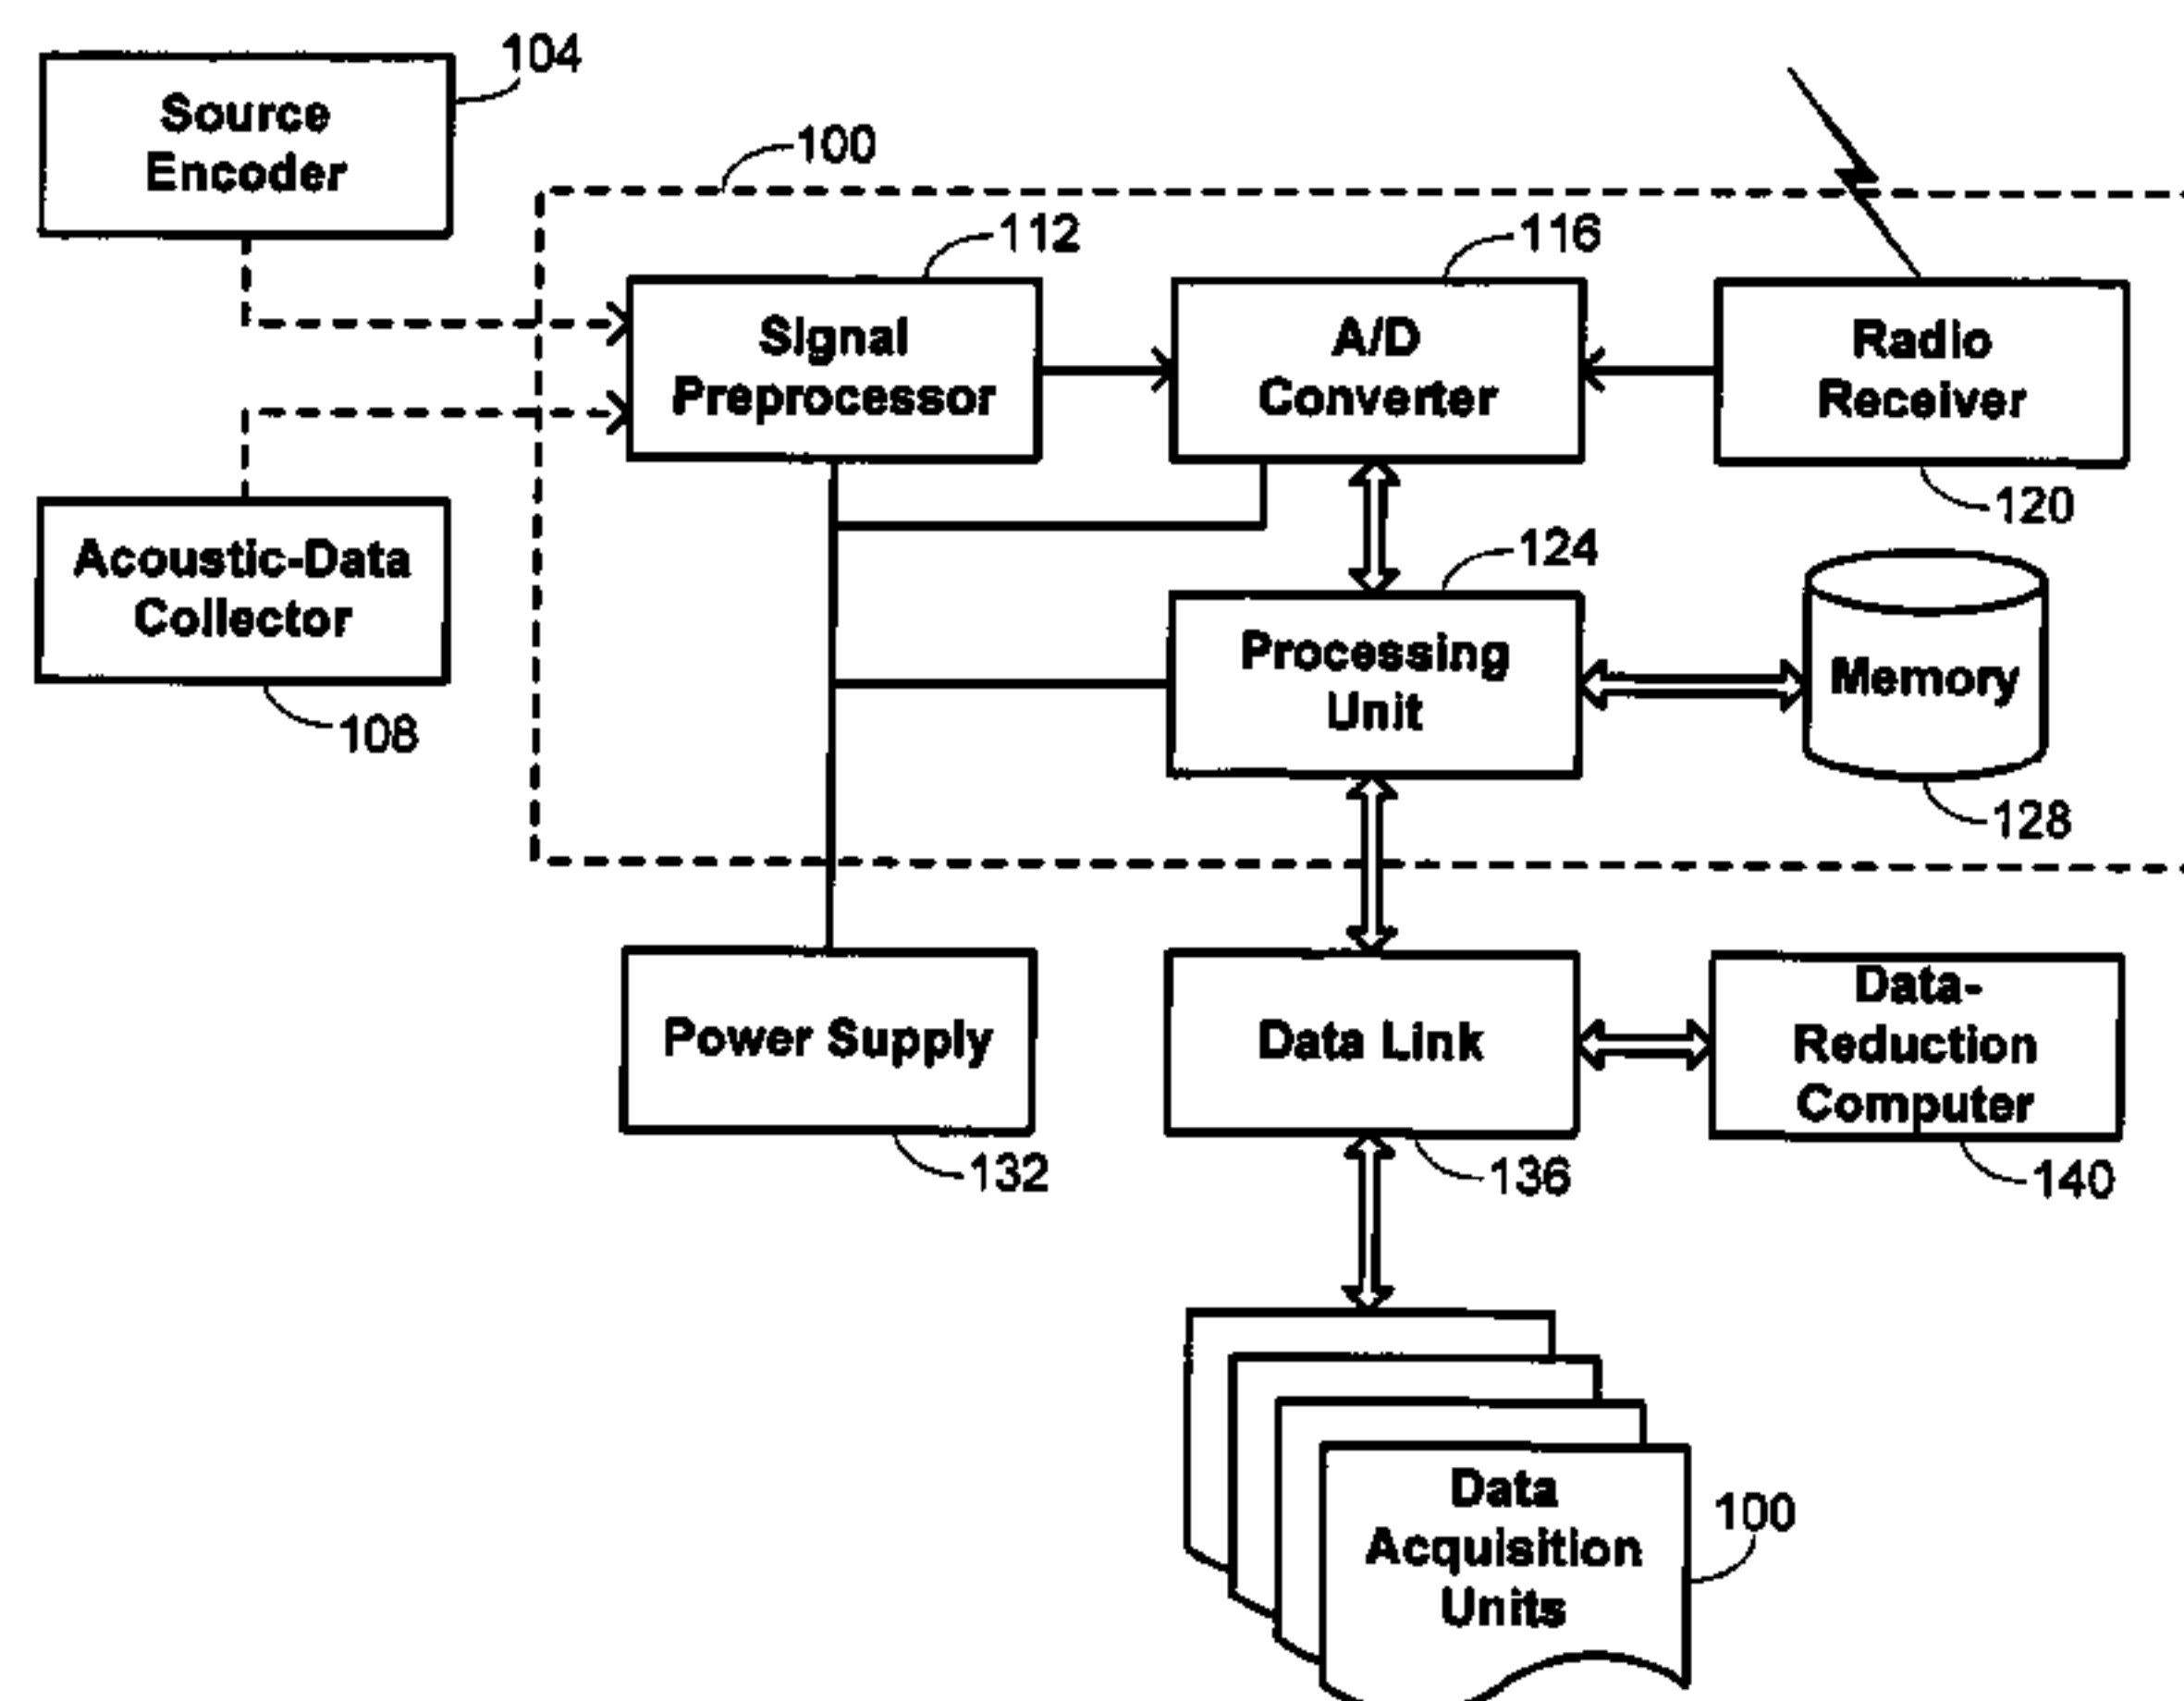 104
Source
Encoder
100
112
116
Signal
Preprocessor
A/D
Converter
Radio
Receiver
120
Acoustic-Data
Collector
108
124
Processing
Unit
Memory
128
Power Supply
132
Data Link
136
Data-
Reduction
Computer
140
Data
Acquisition
Units
100